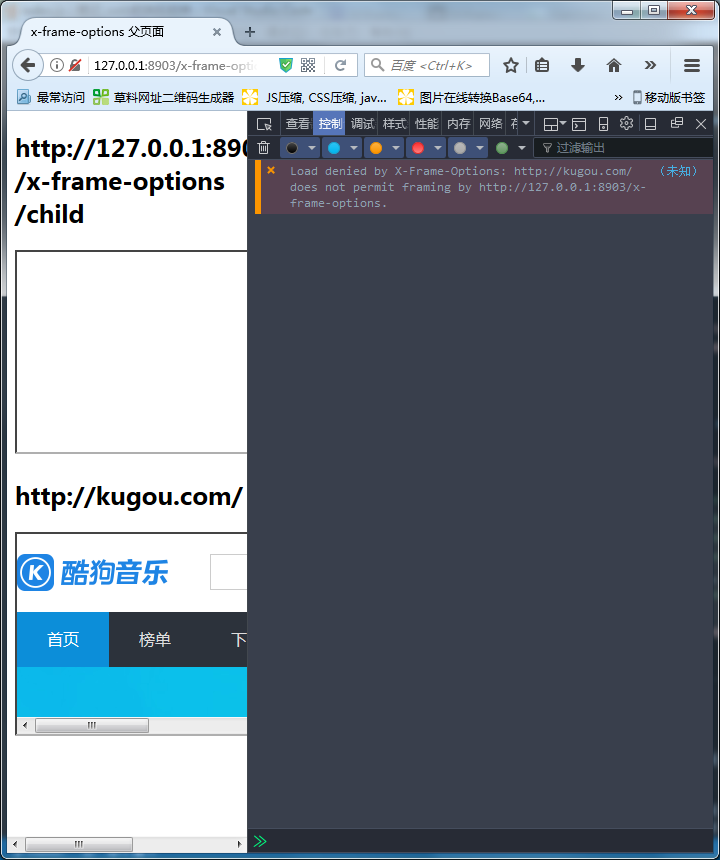 x-frame-options 父页面
127.0.0.1:8903/x-frame-opti
百度 <Ctrl+K>
最常访问
草料网址二维码生成器
JS压缩, CSS压缩, jav...
图片在线转换Base64,...
移动版书签
http://127.0.0.1:890
/x-frame-options
/child
http://kugou.com/
K 酷狗音乐
首页
榜单
下
查看
控制
调试
样式
性能
内存
网络
过滤输出
Load denied by X-Frame-Options: http://kugou.com/
(未知)
does not permit framing by http://127.0.0.1:8903/x-
frame-options.